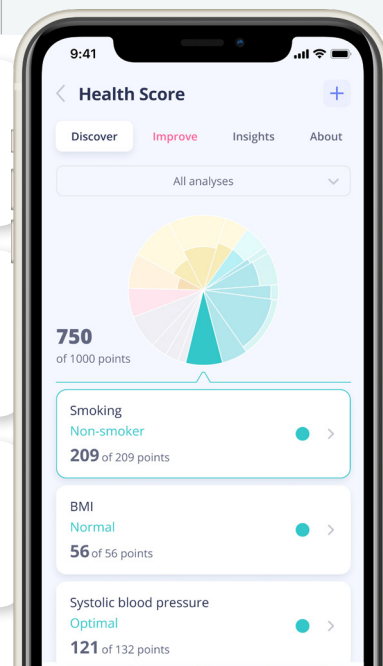 9:41
Health Score
+
Discover Improve Insights About
All analyses
750
of 1000 points
Smoking
Non-smoker
209 of 209 points
BMI
Normal
56 of 56 points
Systolic blood pressure
Optimal
121 of 132 points